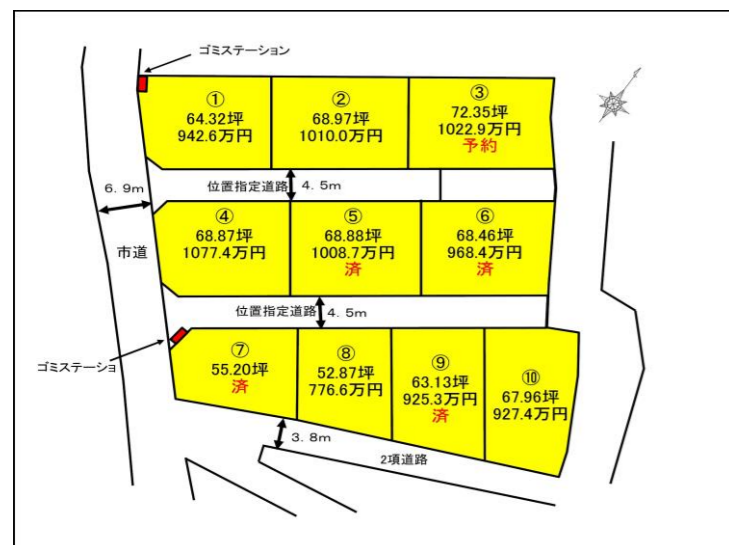 ゴミステーション
①
64.32坪
942.6万円
②
68.97坪
1010.0万円
③
72.35坪
1022.9万円
予約
位置指定道路
4.5m
6.9m
市道
④
68.87坪
1077.4万円
⑤
68.88坪
1008.7万円
済
⑥
68.46坪
968.4万円
済
位置指定道路
4.5m
ゴミステーショ
⑦
55.20坪
済
⑧
52.87坪
776.6万円
⑨
63.13坪
925.3万円
済
⑩
67.96坪
927.4万円
3.8m
2項道路